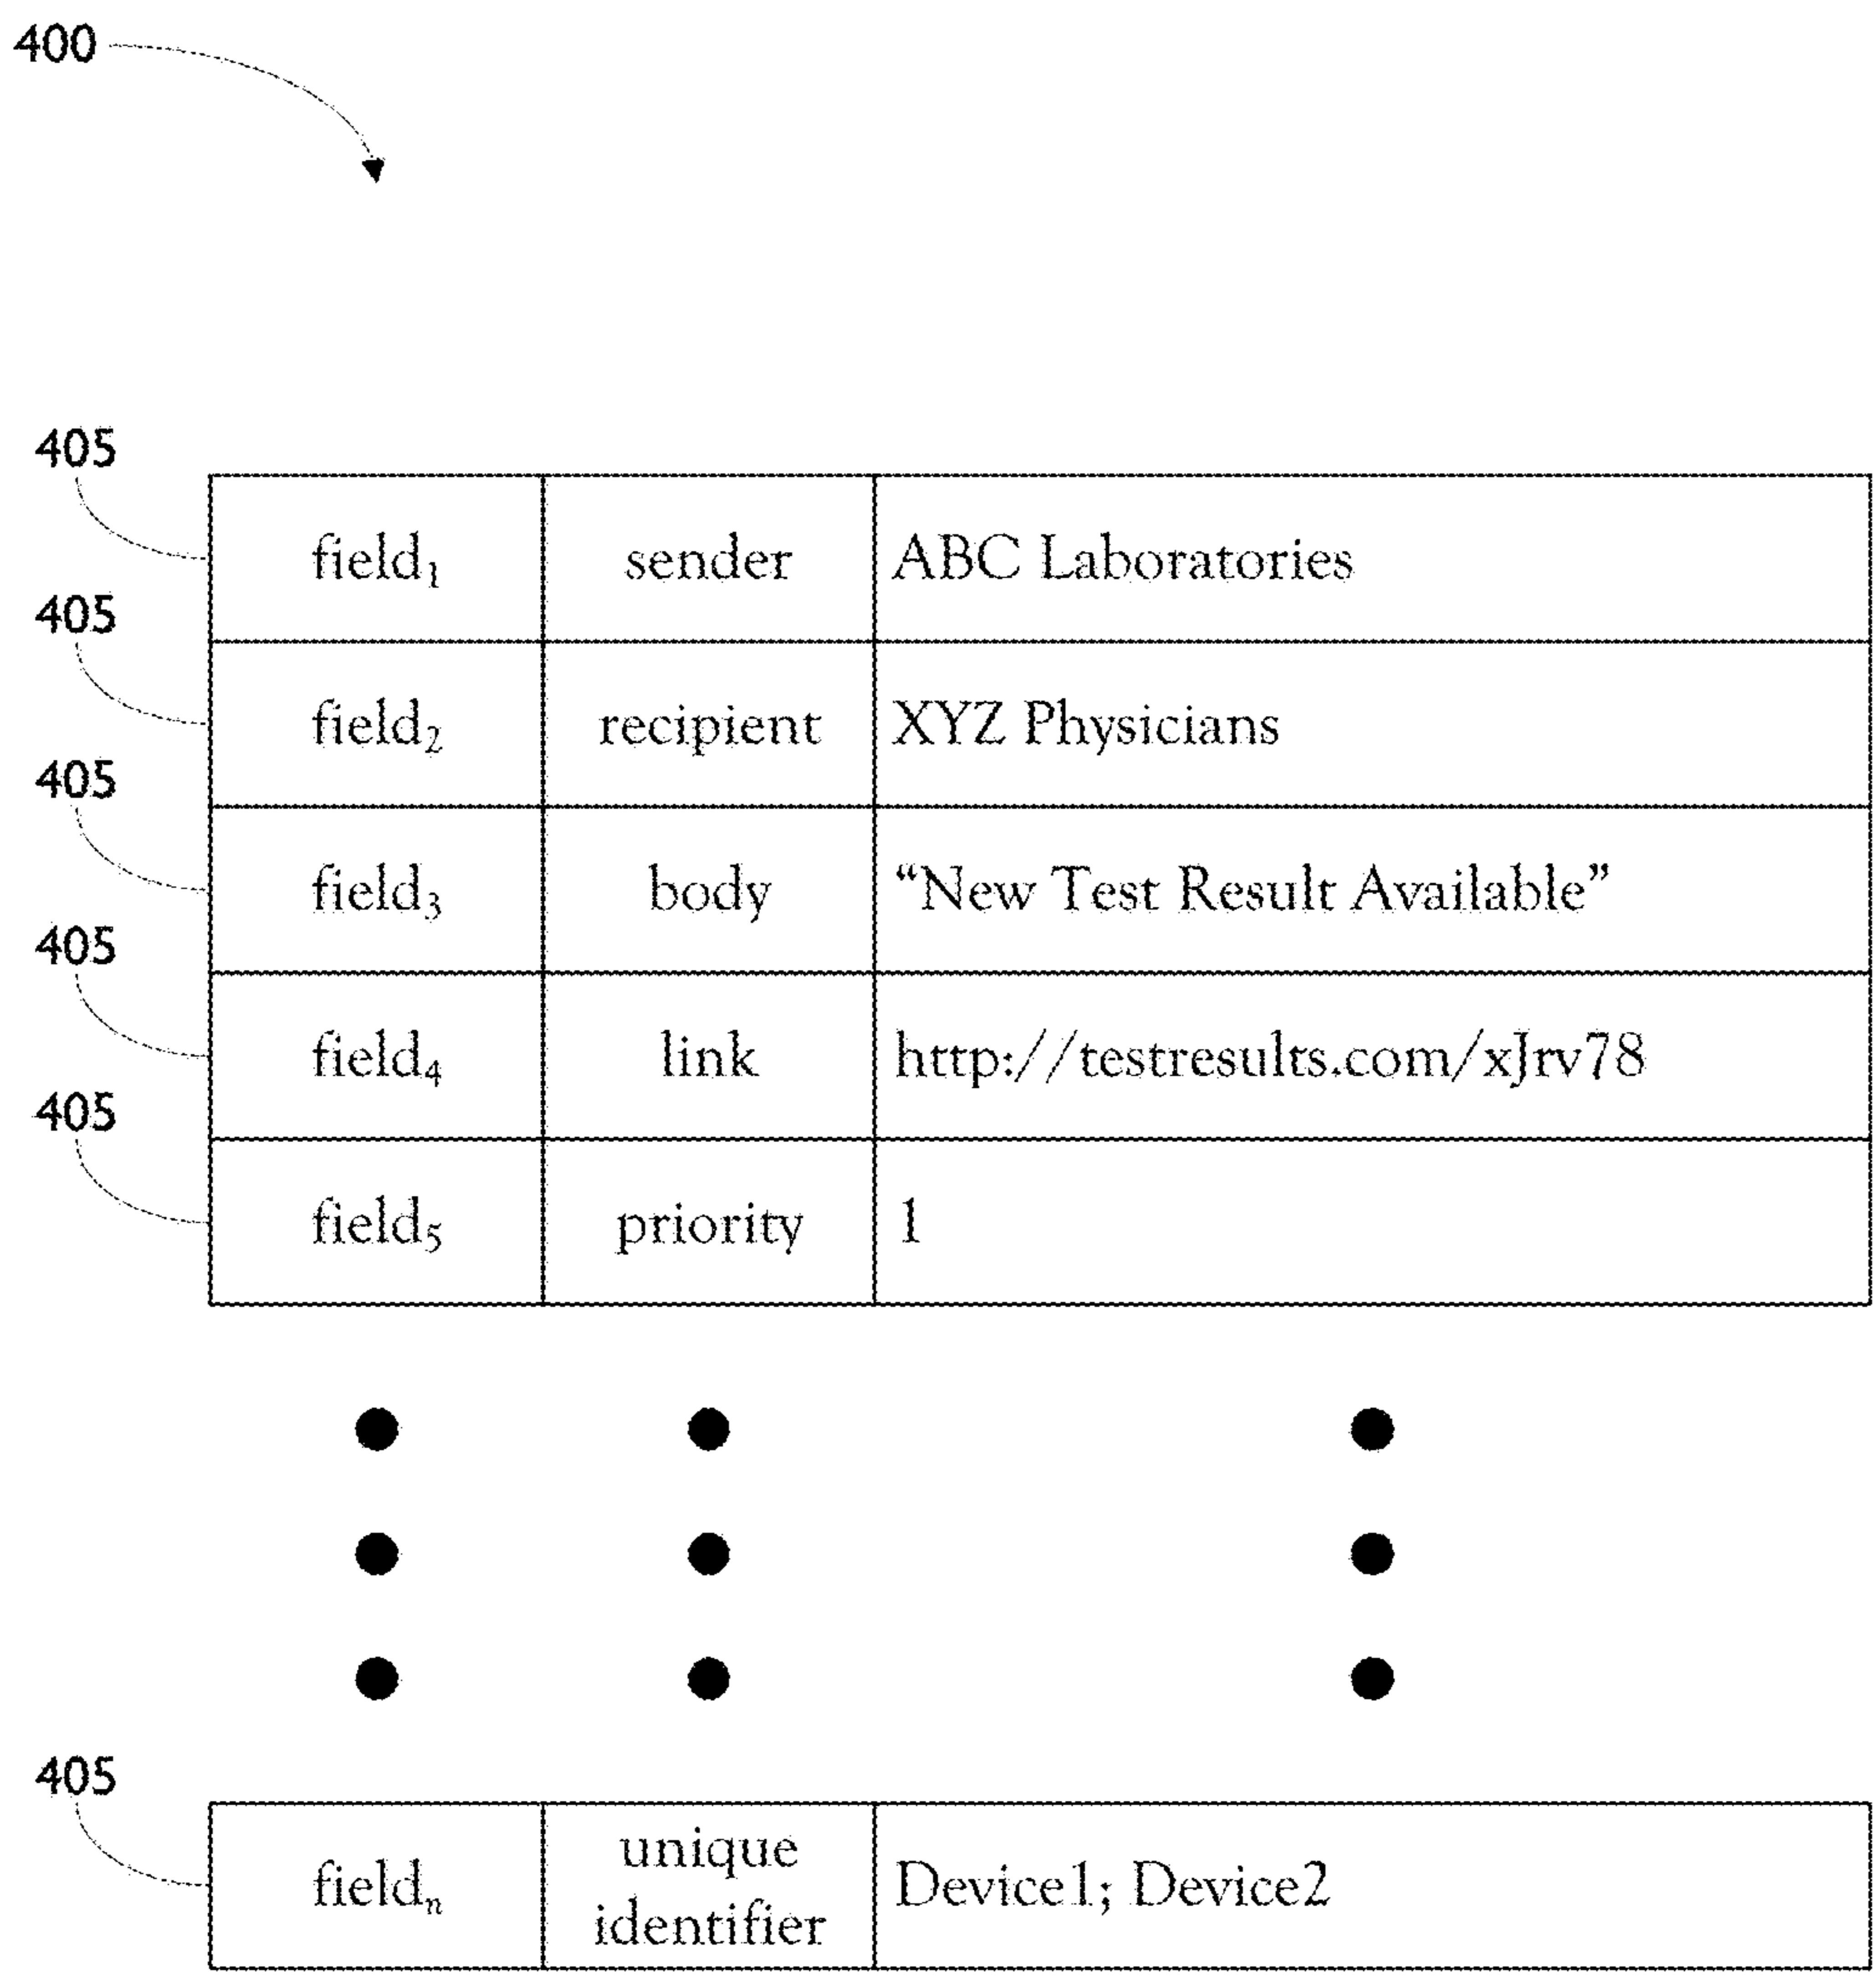 400
405
field₁ sender ABC Laboratories
405
field₂ recipient XYZ Physicians
405
field₃ body “New Test Result Available”
405
field₄ link http://testresults.com/xJrv78
405
field₅ priority 1
405
fieldₙ unique identifier Device1; Device2